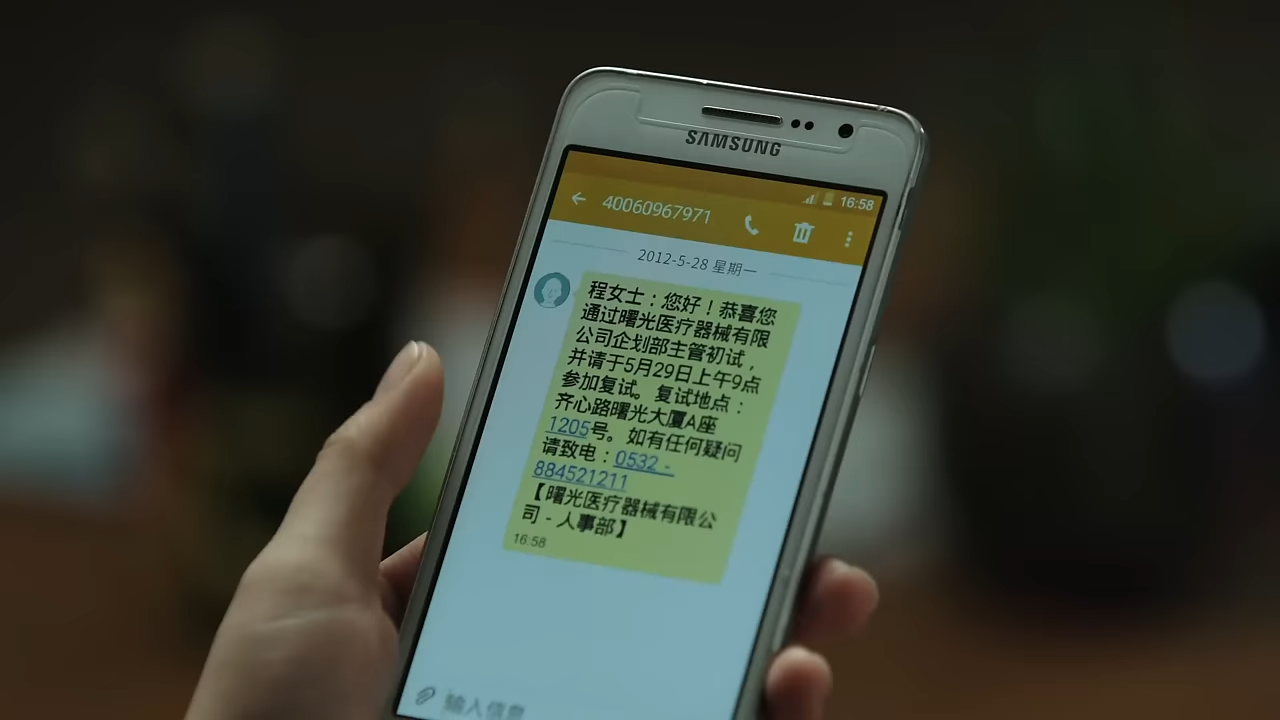 SAMSUNG
16:58
40060967971
2012-5-28 星期一
程女士：您好！恭喜您
通过曙光医疗器械有限
公司企划部主管初试，
并请于5月29日上午9点
参加复试。复试地点：
齐心路曙光大厦A座
1205号。如有任何疑问
请致电：0532 -
884521211
【曙光医疗器械有限公
司 - 人事部】
16:58
输入信息